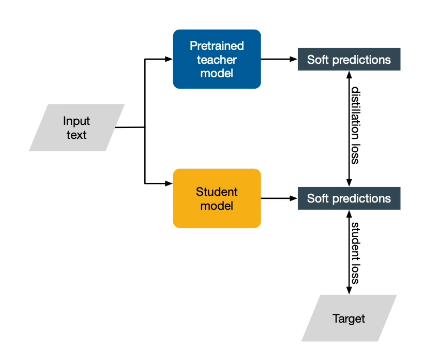 Pretrained
teacher
model
Soft predictions
distillation loss
Input
text
Student
model
Soft predictions
student loss
Target